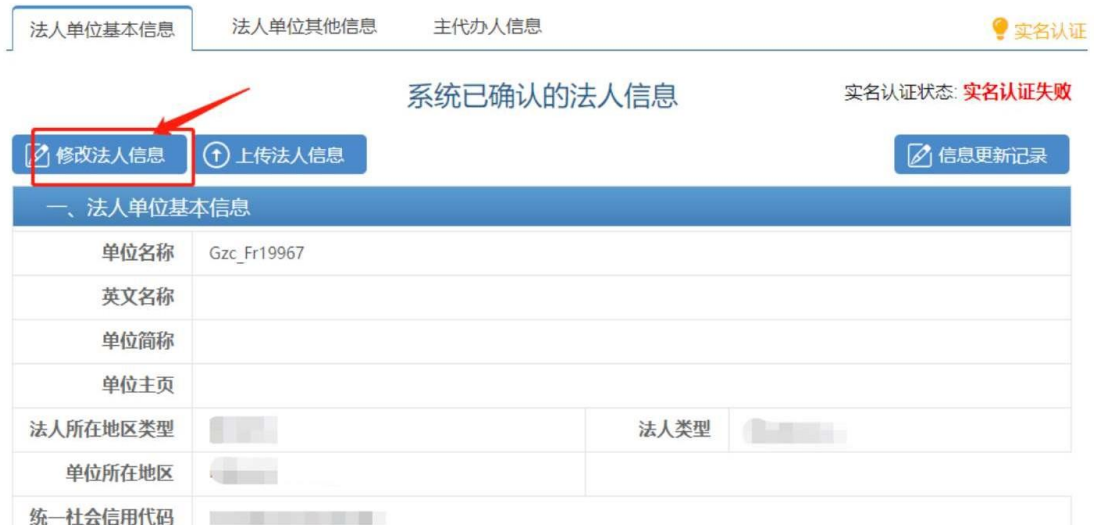 法人单位基本信息 法人单位其他信息 主代办人信息 实名认证
系统已确认的法人信息 实名认证状态: 实名认证失败
修改法人信息 上传法人信息 信息更新记录
一、法人单位基本信息
单位名称 Gzc_Fr19967
英文名称
单位简称
单位主页
法人所在地区类型 法人类型
单位所在地区
统一社会信用代码